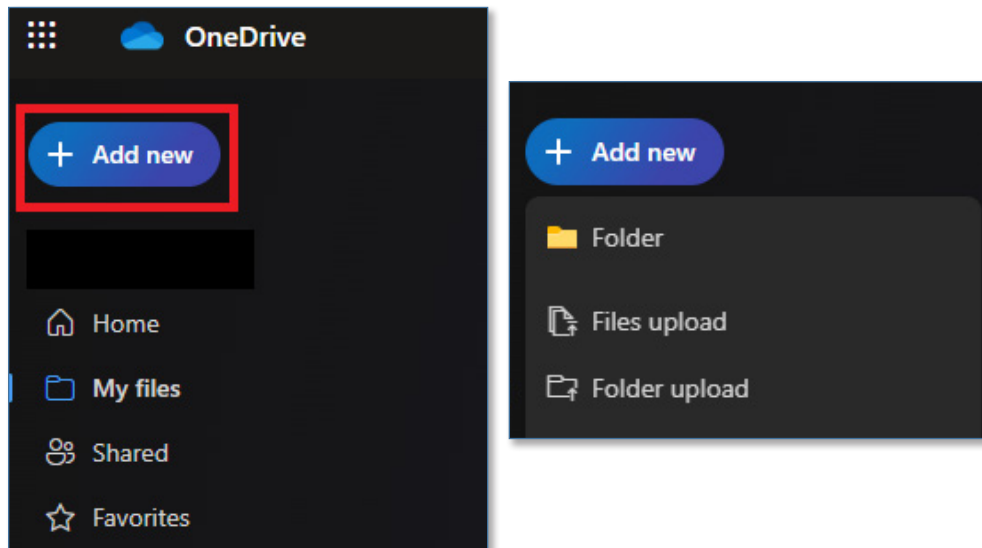 OneDrive
+ Add new
Home
My files
Shared
Favorites
+ Add new
Folder
Files upload
Folder upload